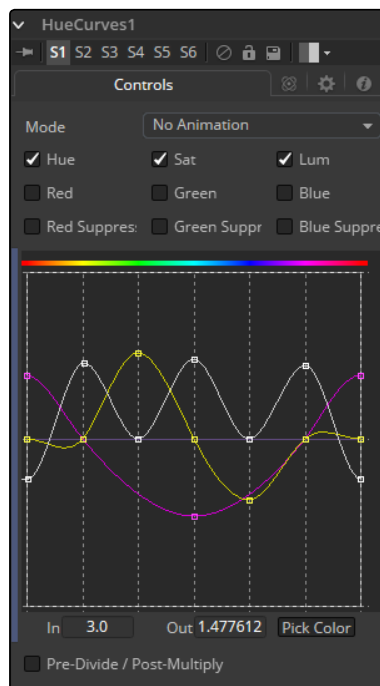 HueCurves1
S1 S2 S3 S4 S5 S6
Controls
Mode No Animation
Hue Sat Lum
Red Green Blue
Red Suppres: Green Suppr Blue Suppre
In 3.0 Out 1.477612 Pick Color
Pre-Divide / Post-Multiply